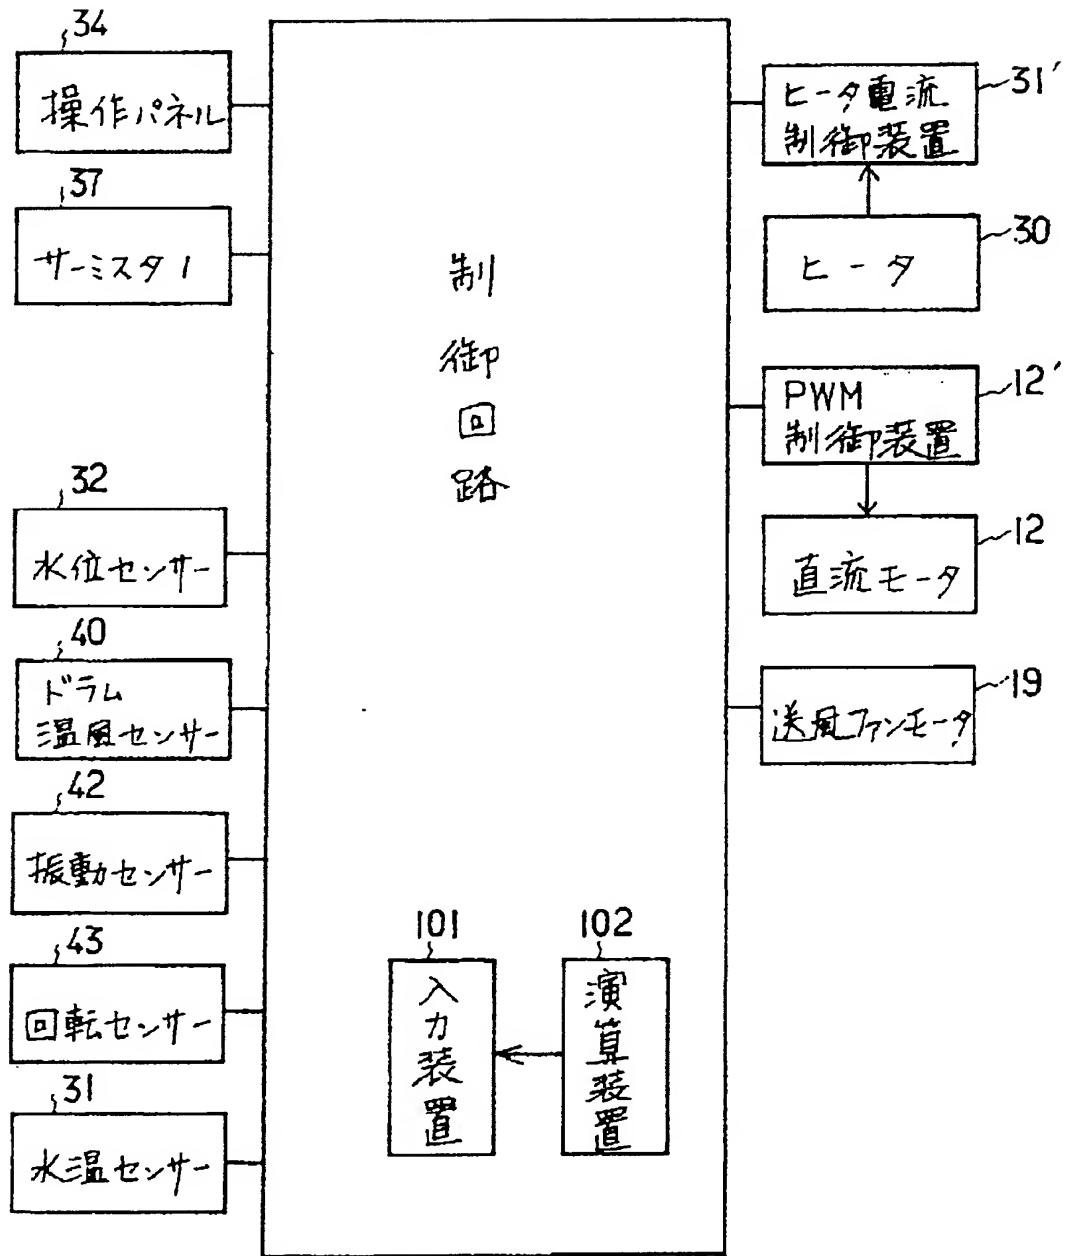 34
操作パネル
37
サーミスタ1
32
水位センサー
40
ドラム
温風センサー
42
振動センサー
43
回転センサー
31
水温センサー
制御回路
101
入力装置
102
演算装置
ヒータ電流
制御装置
31′
ヒータ
30
PWM
制御装置
12′
直流モータ
12
送風ファンモータ
19